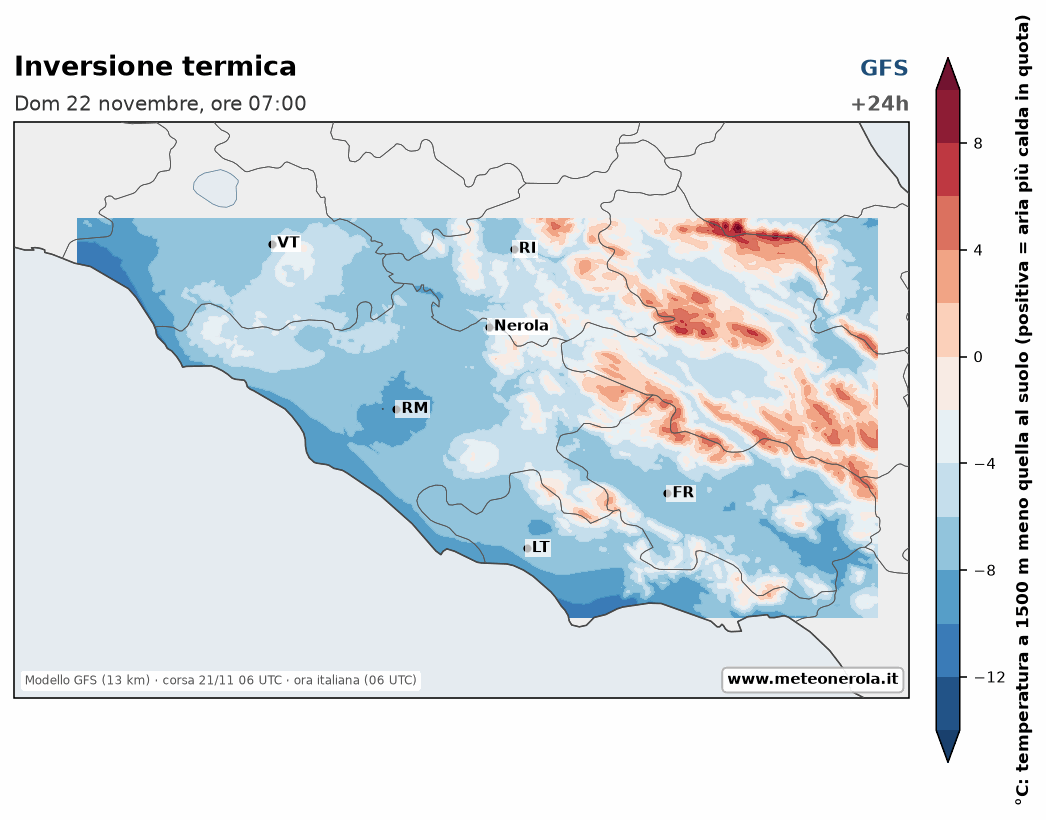 Inversione termica
GFS
Dom 22 novembre, ore 07:00
+24h
VT
RI
Nerola
RM
FR
LT
Modello GFS (13 km) · corsa 21/11 06 UTC · ora italiana (06 UTC)
www.meteonerola.it
8
4
0
−4
−8
−12
°C: temperatura a 1500 m meno quella al suolo (positiva = aria più calda in quota)